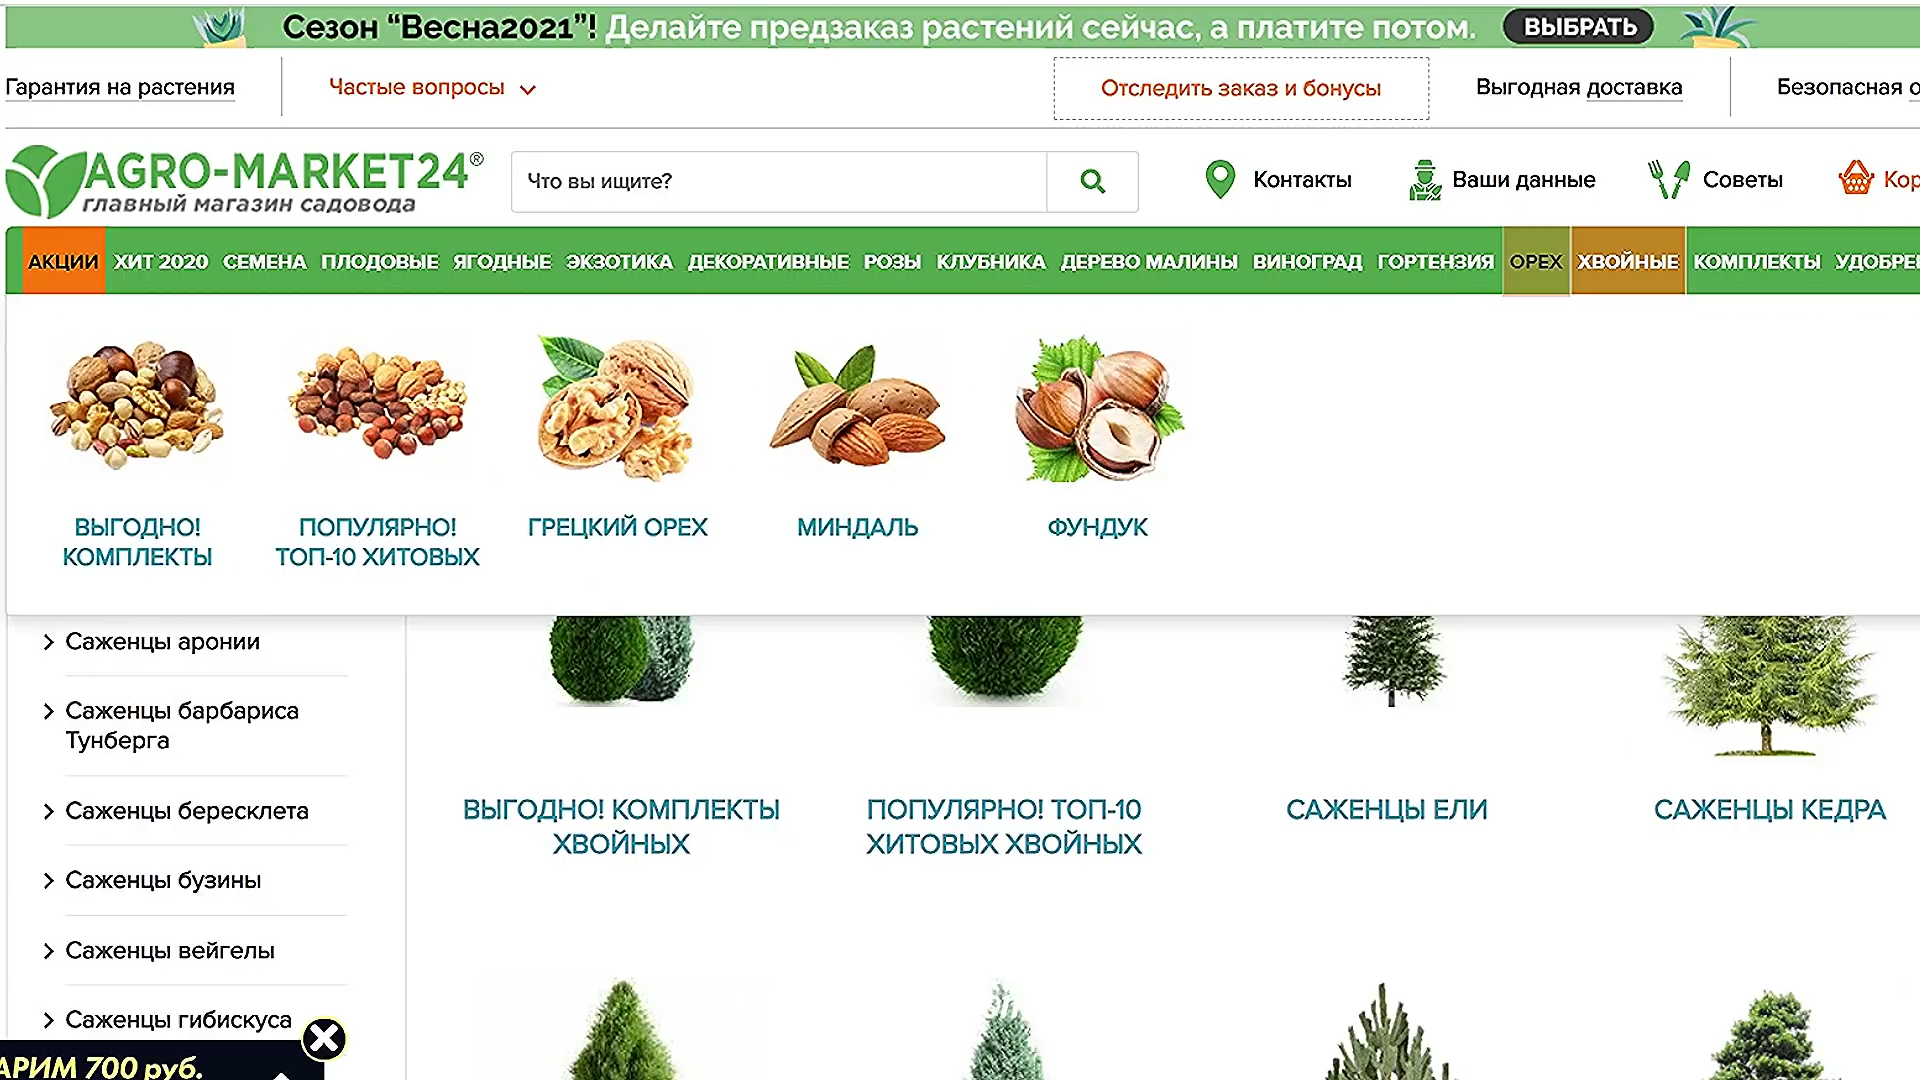 Сезон “Весна2021”! Делайте предзаказ растений сейчас, а платите потом. ВЫБРАТЬ
Гарантия на растения Частые вопросы Отследить заказ и бонусы Выгодная доставка Безопасная о
AGRO-MARKET24®
главный магазин садовода
Что вы ищите? Контакты Ваши данные Советы Кор
АКЦИИ ХИТ 2020 СЕМЕНА ПЛОДОВЫЕ ЯГОДНЫЕ ЭКЗОТИКА ДЕКОРАТИВНЫЕ РОЗЫ КЛУБНИКА ДЕРЕВО МАЛИНЫ ВИНОГРАД ГОРТЕНЗИЯ ОРЕХ ХВОЙНЫЕ КОМПЛЕКТЫ УДОБРЕ
ВЫГОДНО! КОМПЛЕКТЫ
ПОПУЛЯРНО! ТОП-10 ХИТОВЫХ
ГРЕЦКИЙ ОРЕХ
МИНДАЛЬ
ФУНДУК
Саженцы аронии
Саженцы барбариса
Тунберга
Саженцы бересклета
Саженцы бузины
Саженцы вейгелы
Саженцы гибискуса
ВЫГОДНО! КОМПЛЕКТЫ
ХВОЙНЫХ
ПОПУЛЯРНО! ТОП-10
ХИТОВЫХ ХВОЙНЫХ
САЖЕНЦЫ ЕЛИ
САЖЕНЦЫ КЕДРА
АРИМ 700 руб.